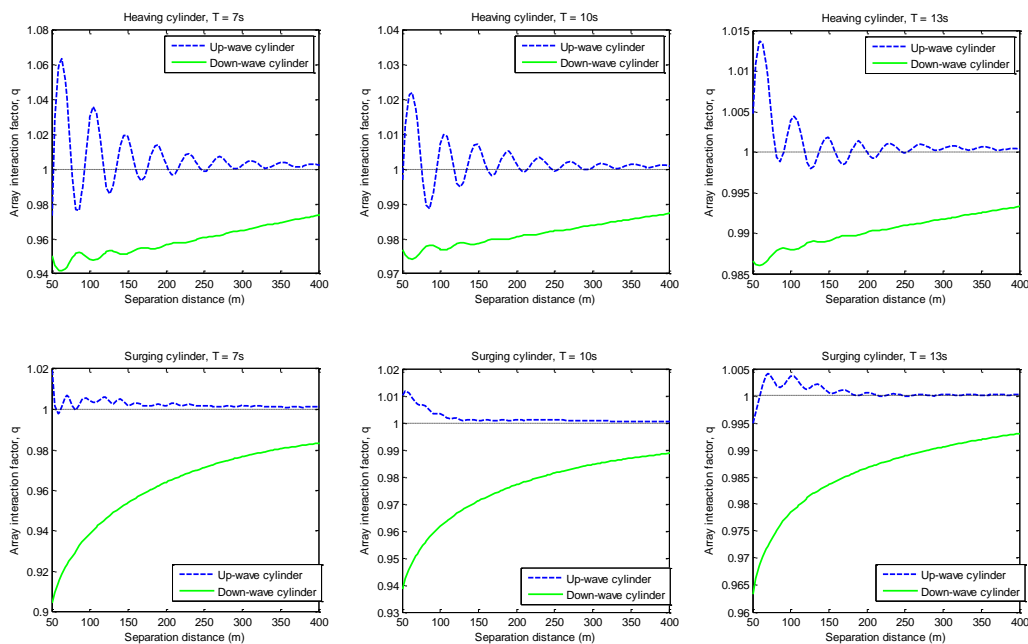 Heaving cylinder, T = 7s
1.08
1.06
1.04
1.02
1
0.98
0.96
0.94
Array interaction factor, q
Up-wave cylinder
Down-wave cylinder
50 100 150 200 250 300 350 400
Separation distance (m)
Heaving cylinder, T = 10s
1.04
1.03
1.02
1.01
1
0.99
0.98
0.97
Array interaction factor, q
Up-wave cylinder
Down-wave cylinder
50 100 150 200 250 300 350 400
Separation distance (m)
Heaving cylinder, T = 13s
1.015
1.01
1.005
1
0.995
0.99
0.985
Array interaction factor, q
Up-wave cylinder
Down-wave cylinder
50 100 150 200 250 300 350 400
Separation distance (m)
Surging cylinder, T = 7s
1.02
1
0.98
0.96
0.94
0.92
0.9
Array interaction factor, q
Up-wave cylinder
Down-wave cylinder
50 100 150 200 250 300 350 400
Separation distance (m)
Surging cylinder, T = 10s
1.02
1.01
1
0.99
0.98
0.97
0.96
0.95
0.94
0.93
Array interaction factor, q
Up-wave cylinder
Down-wave cylinder
50 100 150 200 250 300 350 400
Separation distance (m)
Surging cylinder, T = 13s
1.005
1
0.995
0.99
0.985
0.98
0.975
0.97
0.965
0.96
Array interaction factor, q
Up-wave cylinder
Down-wave cylinder
50 100 150 200 250 300 350 400
Separation distance (m)